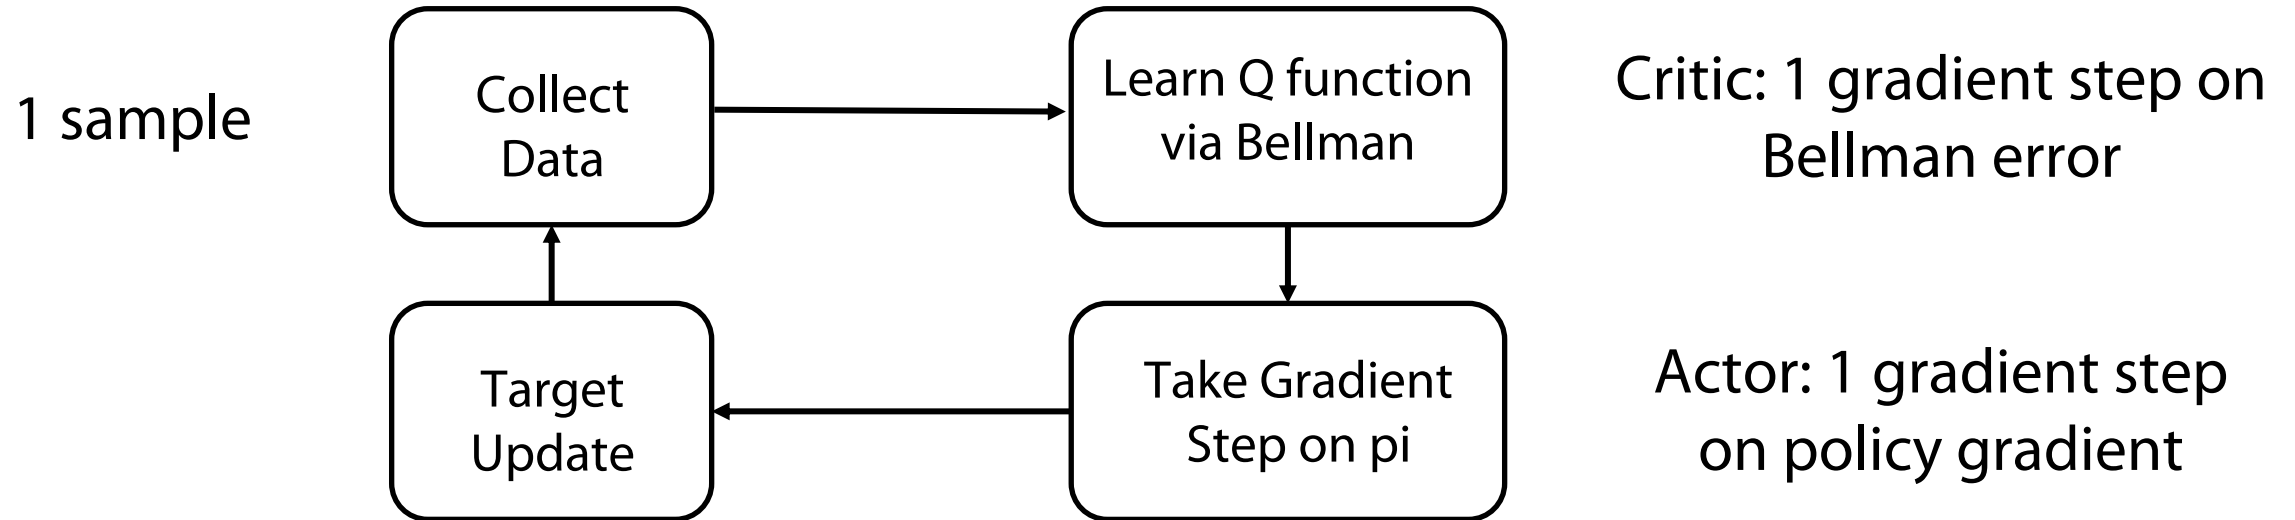 1 sample
Collect
Data
Learn Q function
via Bellman
Critic: 1 gradient step on
Bellman error
Target
Update
Take Gradient
Step on pi
Actor: 1 gradient step
on policy gradient